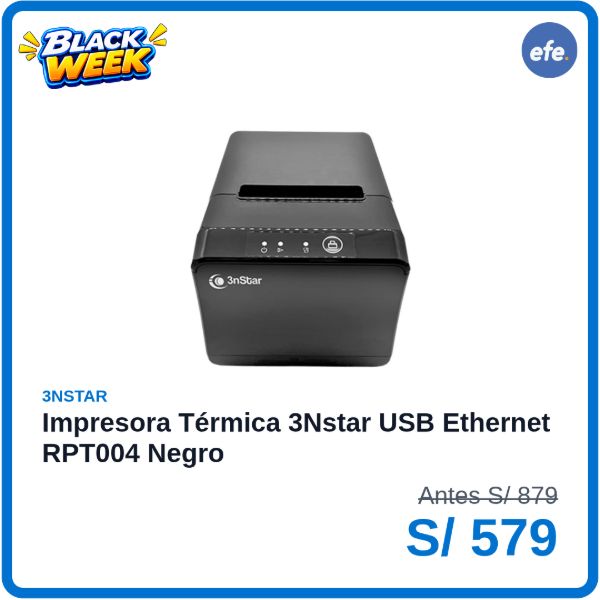 BLACK
WEEK
efe.
3nStar
3NSTAR
Impresora Térmica 3Nstar USB Ethernet
RPT004 Negro
Antes S/ 879
S/ 579